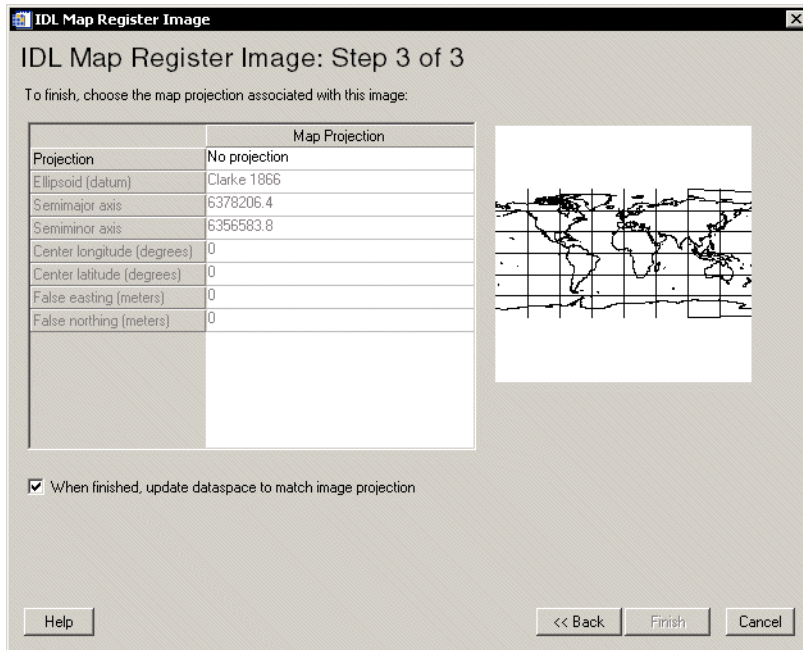 IDL Map Register Image
IDL Map Register Image: Step 3 of 3
To finish, choose the map projection associated with this image:
Map Projection
Projection No projection
Ellipsoid (datum) Clarke 1866
Semimajor axis 6378206.4
Semiminor axis 6356583.8
Center longitude (degrees) 0
Center latitude (degrees) 0
False easting (meters) 0
False northing (meters) 0
When finished, update dataspace to match image projection
Help << Back Finish Cancel